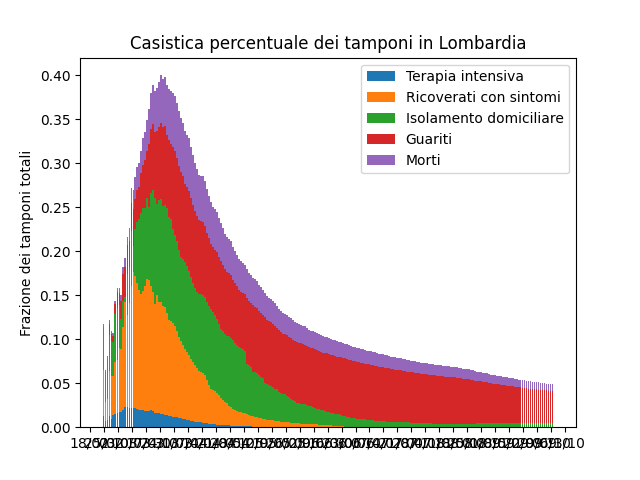 Casistica percentuale dei tamponi in Lombardia
Terapia intensiva
Ricoverati con sintomi
Isolamento domiciliare
Guariti
Morti
Frazione dei tamponi totali
0.40
0.35
0.30
0.25
0.20
0.15
0.10
0.05
0.00